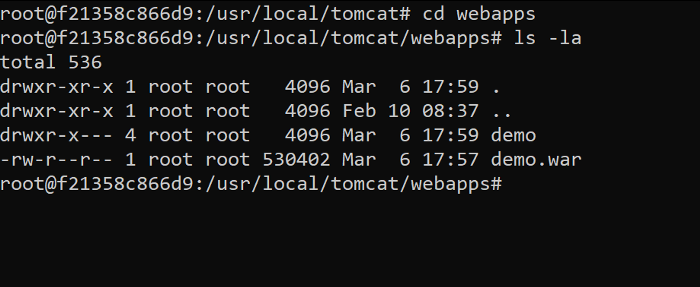 root@f21358c866d9:/usr/local/tomcat# cd webapps
root@f21358c866d9:/usr/local/tomcat/webapps# ls -la
total 536
drwxr-xr-x 1 root root   4096 Mar  6 17:59 .
drwxr-xr-x 1 root root   4096 Feb 10 08:37 ..
drwxr-x--- 4 root root   4096 Mar  6 17:59 demo
-rw-r--r-- 1 root root 530402 Mar  6 17:57 demo.war
root@f21358c866d9:/usr/local/tomcat/webapps#